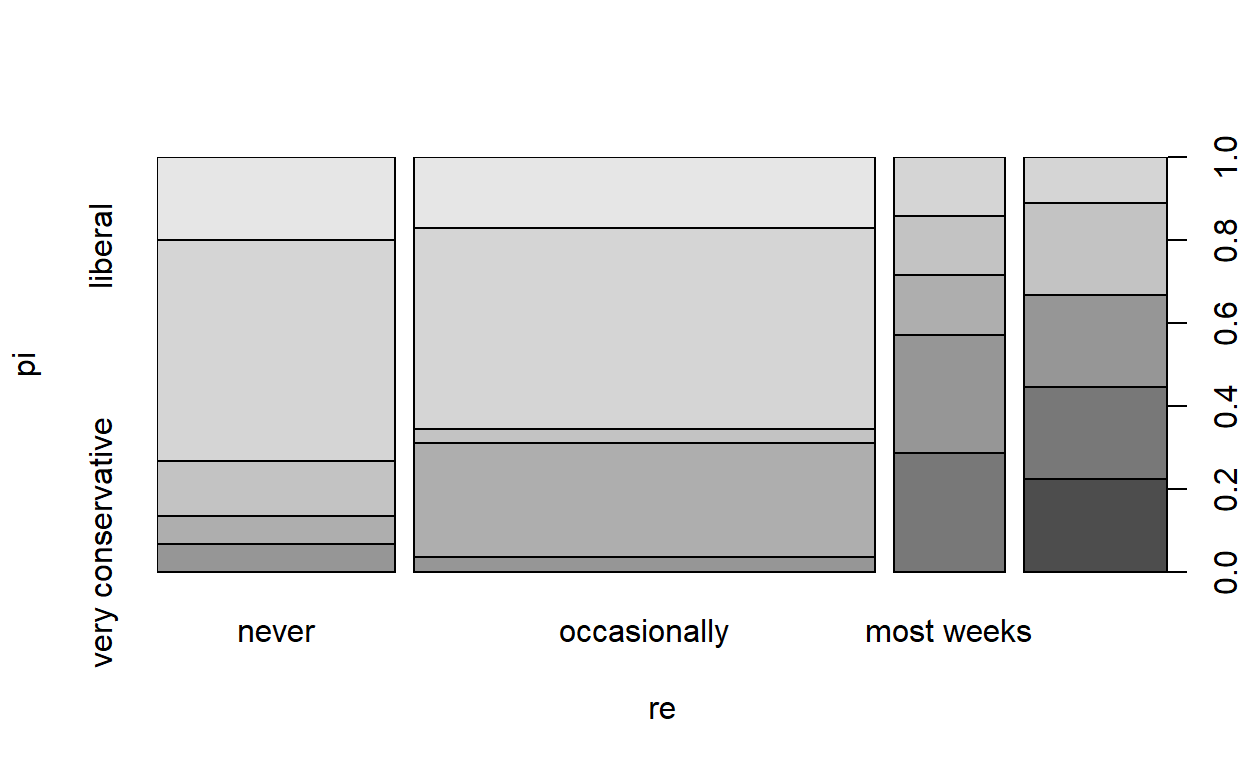 pi
liberal
very conservative
1.0
0.8
0.6
0.4
0.2
0.0
never
occasionally
most weeks
re